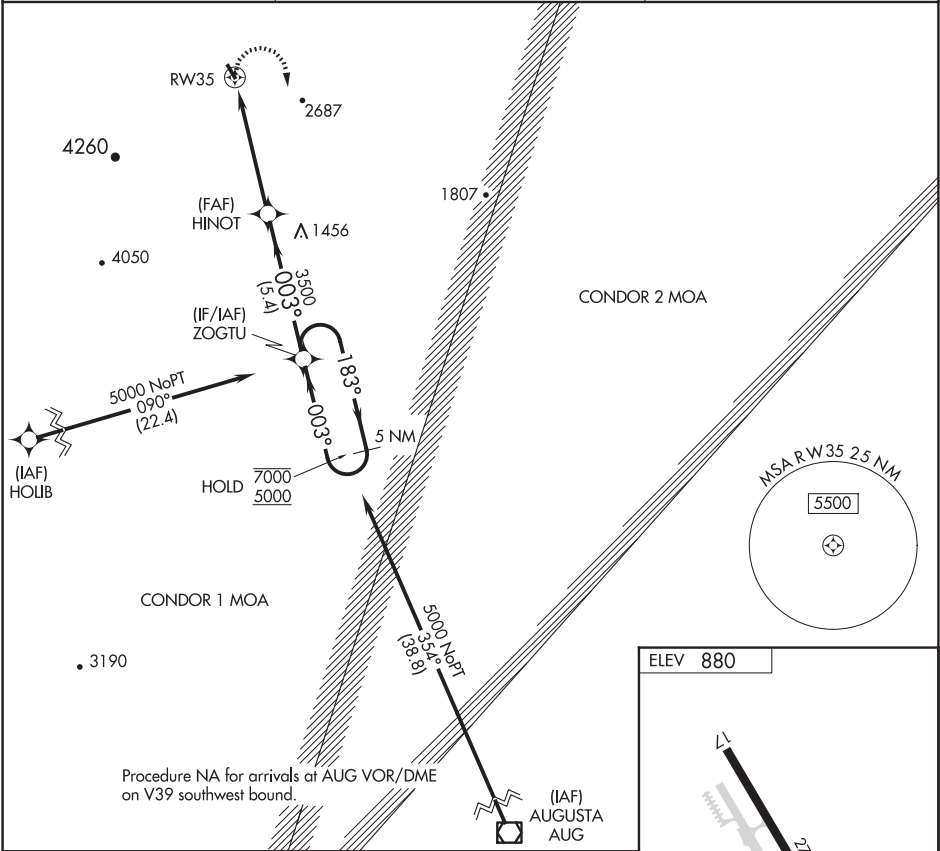 RW35
2687
4260
1807
(FAF)
HINOT
1456
4050
3500
003°
(5.4)
CONDOR 2 MOA
(IF/IAF)
ZOGTU
183°
5000 NoPT
090°
(22.4)
003°
5 NM
(IAF)
HOLIB
HOLD
7000
5000
MSA RW35 25 NM
5500
CONDOR 1 MOA
5000 NoPT
354°
(38.8)
3190
ELEV 880
17
Procedure NA for arrivals at AUG VOR/DME
on V39 southwest bound.
(IAF)
AUGUSTA
AUG